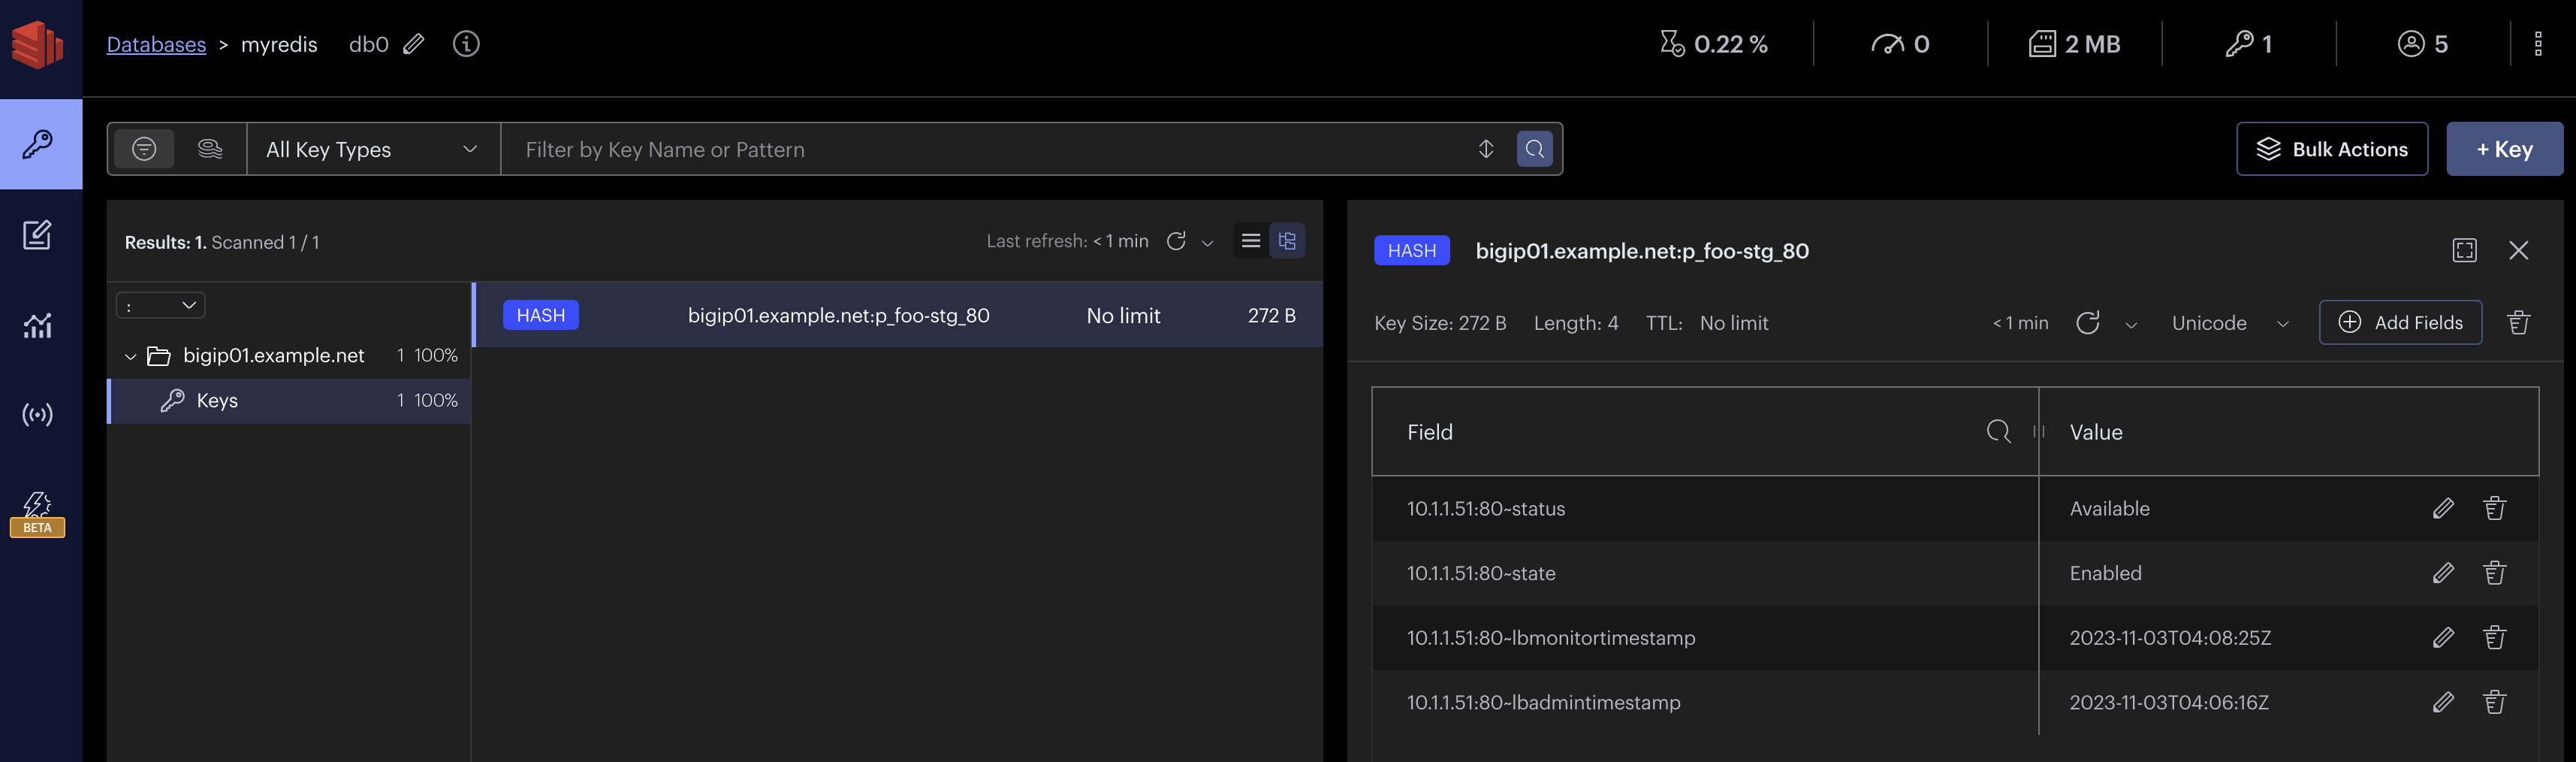 Databases > myredis db0 0.22 % 0 2 MB 1 5
All Key Types Filter by Key Name or Pattern Bulk Actions + Key
Results: 1. Scanned 1 / 1 Last refresh: < 1 min
:
bigip01.example.net 1 100%
Keys 1 100%
HASH bigip01.example.net:p_foo-stg_80 No limit 272 B
HASH bigip01.example.net:p_foo-stg_80
Key Size: 272 B Length: 4 TTL: No limit < 1 min Unicode Add Fields
Field Value
10.1.1.51:80~status Available
10.1.1.51:80~state Enabled
10.1.1.51:80~lbmonitortimestamp 2023-11-03T04:08:25Z
10.1.1.51:80~lbadmintimestamp 2023-11-03T04:06:16Z
BETA